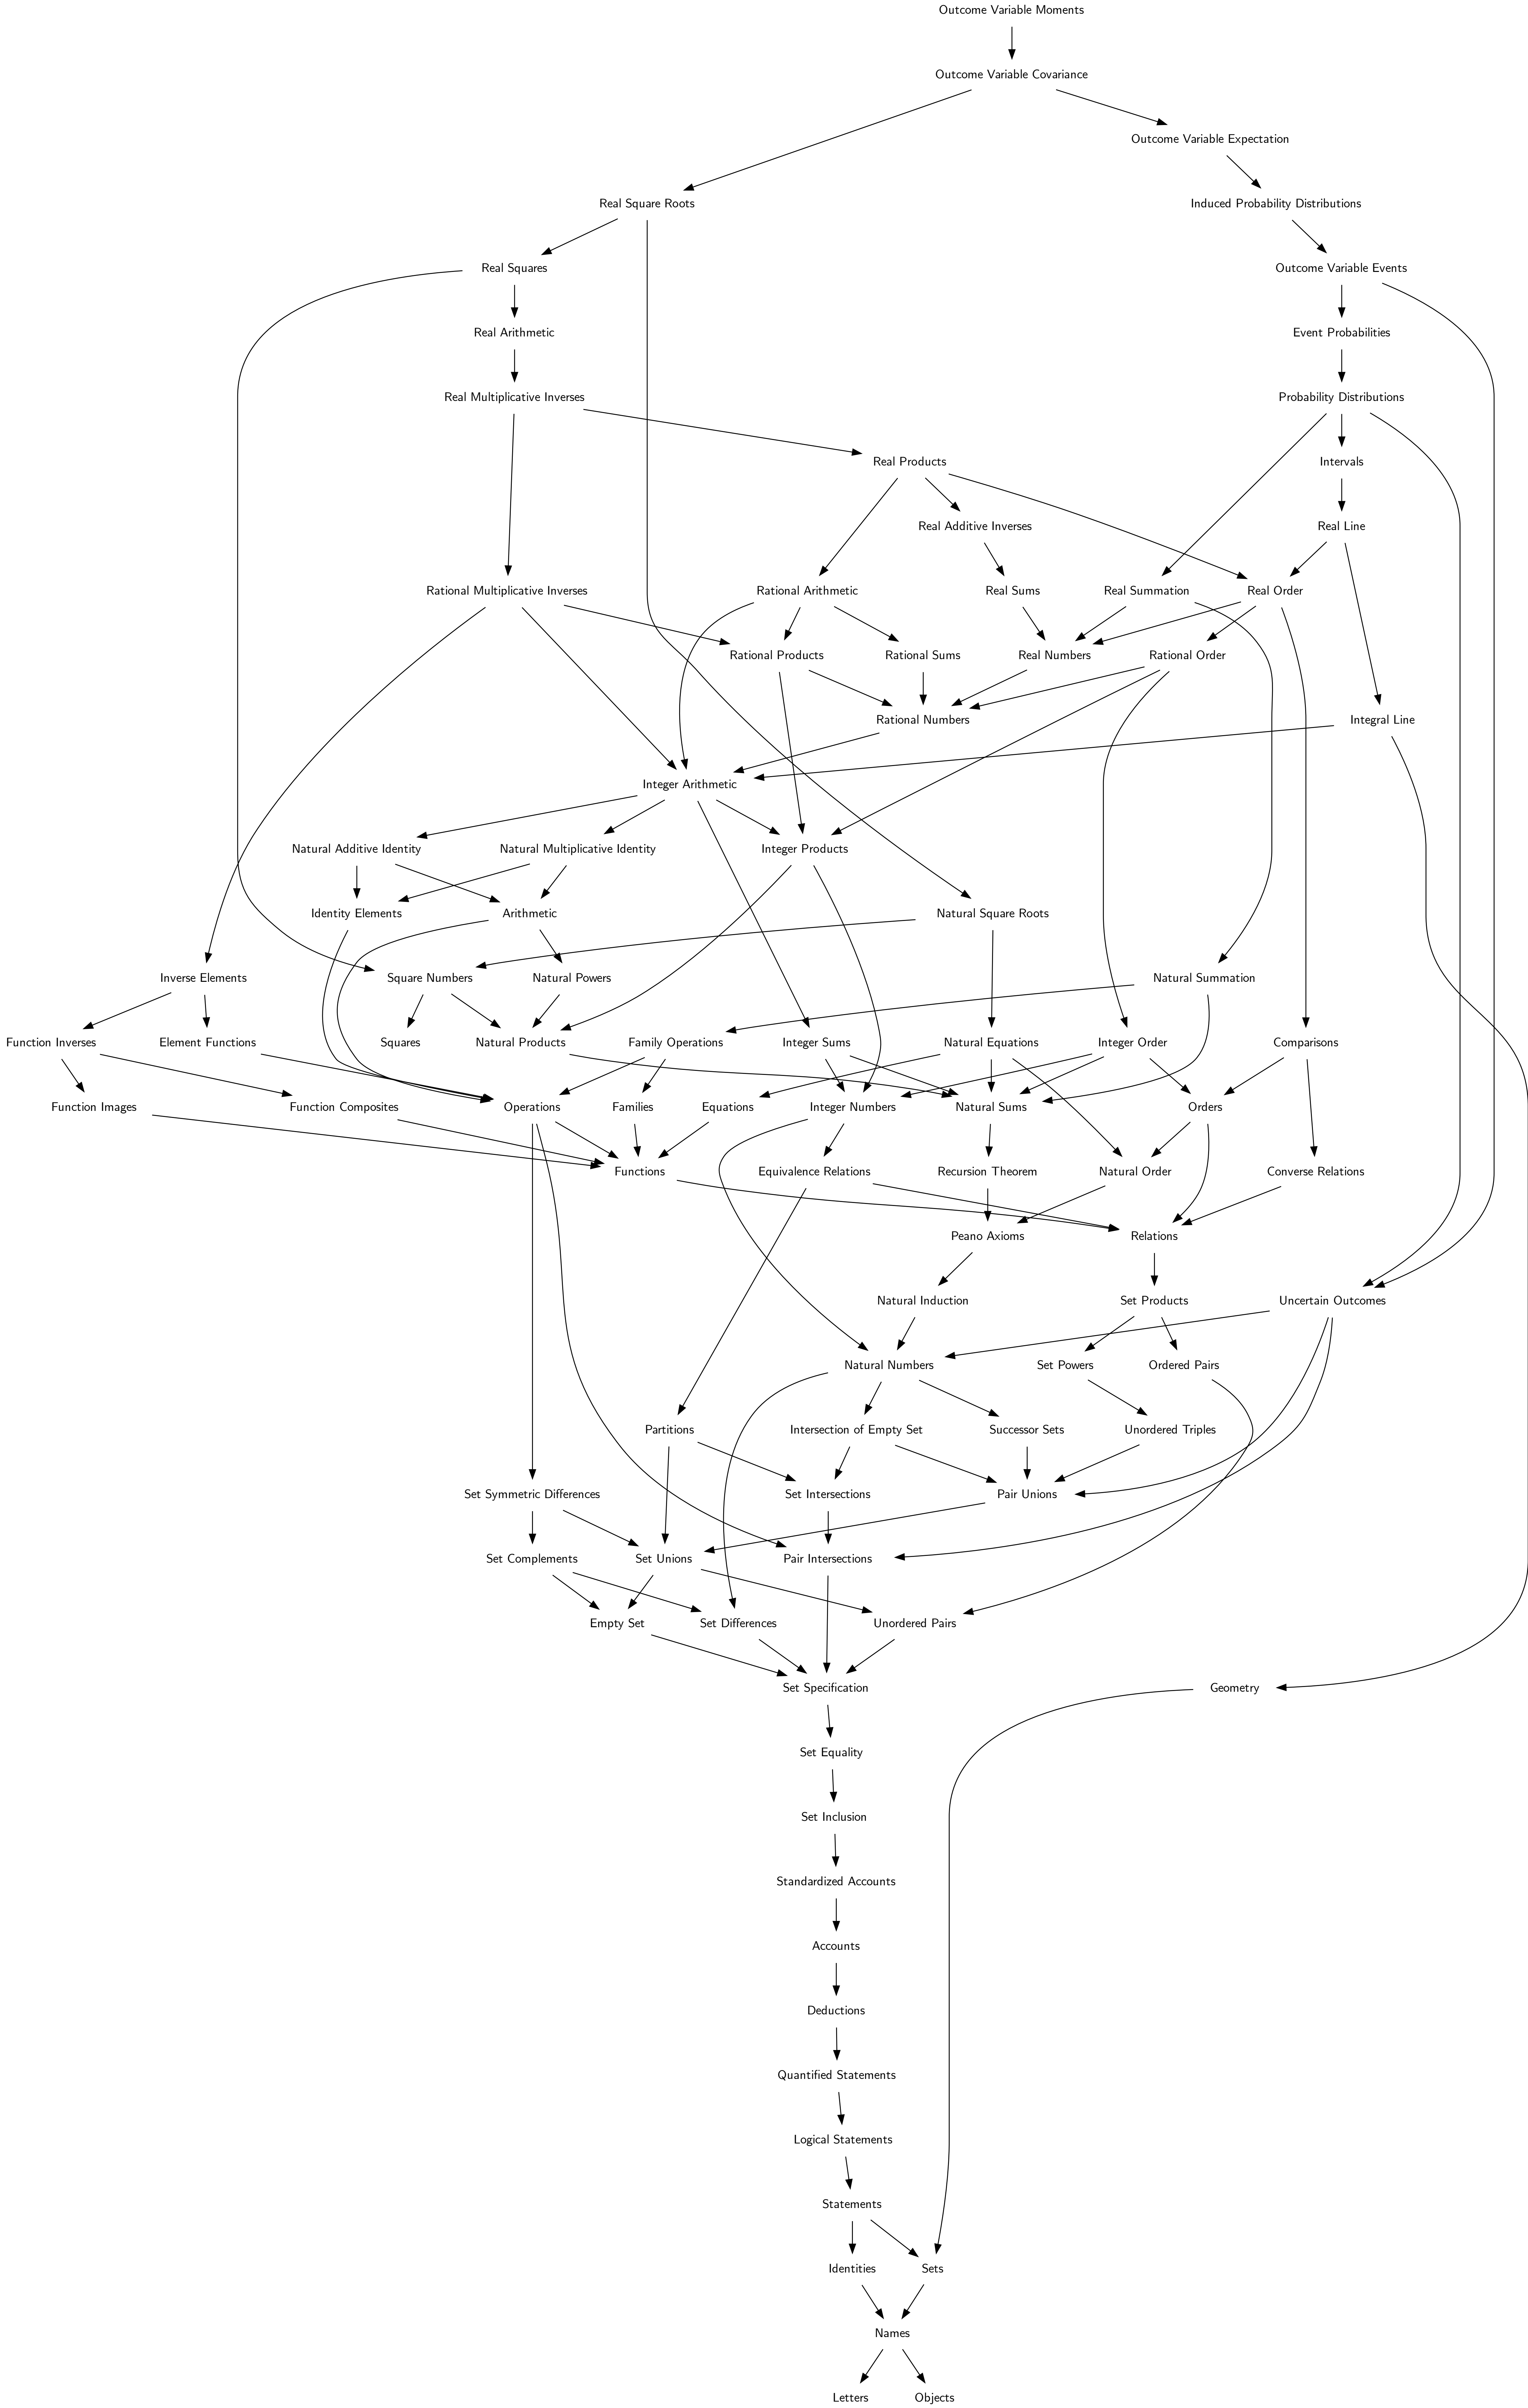 Outcome Variable Moments
Outcome Variable Covariance
Outcome Variable Expectation
Real Square Roots
Induced Probability Distributions
Real Squares
Outcome Variable Events
Real Arithmetic
Event Probabilities
Real Multiplicative Inverses
Probability Distributions
Real Products
Intervals
Real Additive Inverses
Real Line
Rational Multiplicative Inverses
Rational Arithmetic
Real Sums
Real Summation
Real Order
Rational Products
Rational Sums
Real Numbers
Rational Order
Rational Numbers
Integral Line
Integer Arithmetic
Natural Additive Identity
Natural Multiplicative Identity
Integer Products
Identity Elements
Arithmetic
Natural Square Roots
Inverse Elements
Square Numbers
Natural Powers
Natural Summation
Function Inverses
Element Functions
Squares
Natural Products
Family Operations
Integer Sums
Natural Equations
Integer Order
Comparisons
Function Images
Function Composites
Operations
Families
Equations
Integer Numbers
Natural Sums
Orders
Functions
Equivalence Relations
Recursion Theorem
Natural Order
Converse Relations
Peano Axioms
Relations
Natural Induction
Set Products
Uncertain Outcomes
Natural Numbers
Set Powers
Ordered Pairs
Partitions
Intersection of Empty Set
Successor Sets
Unordered Triples
Set Symmetric Differences
Set Intersections
Pair Unions
Set Complements
Set Unions
Pair Intersections
Empty Set
Set Differences
Unordered Pairs
Set Specification
Geometry
Set Equality
Set Inclusion
Standardized Accounts
Accounts
Deductions
Quantified Statements
Logical Statements
Statements
Identities
Sets
Names
Letters
Objects